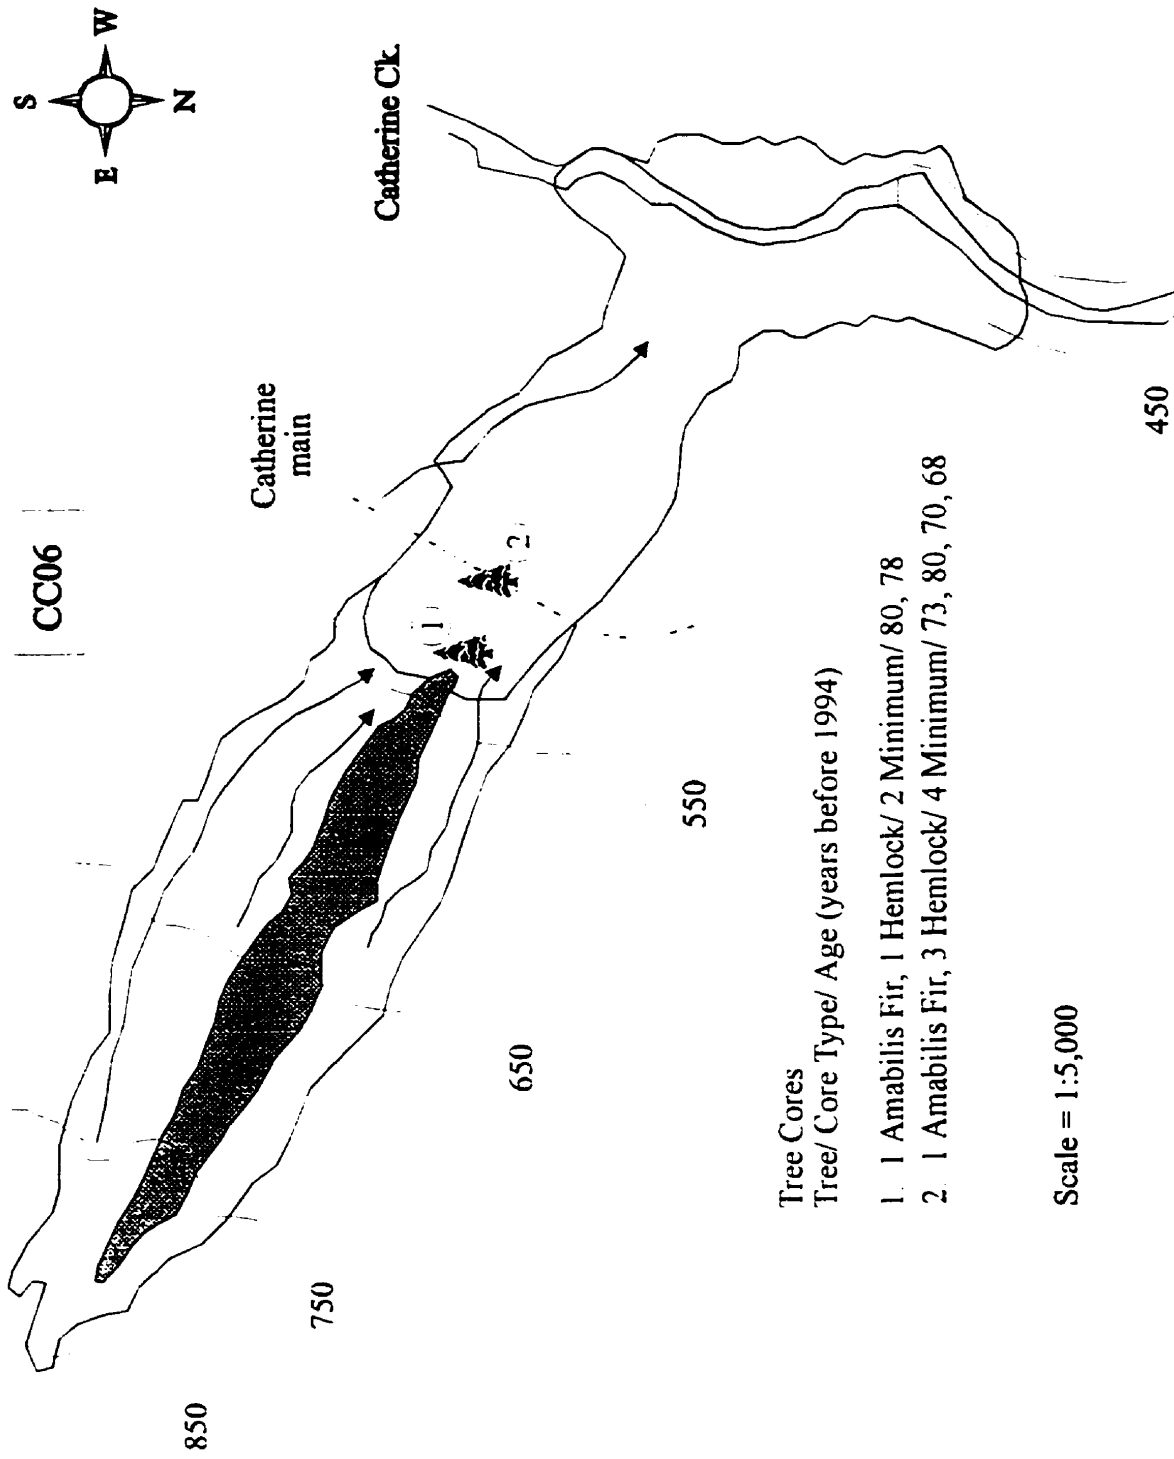 CC06
S
E
W
N
Catherine Ck.
Catherine
main
1
2
850
750
650
550
450
Tree Cores
Tree/ Core Type/ Age (years before 1994)
1. 1 Amabilis Fir, 1 Hemlock/ 2 Minimum/ 80, 78
2. 1 Amabilis Fir, 3 Hemlock/ 4 Minimum/ 73, 80, 70, 68
Scale = 1:5,000